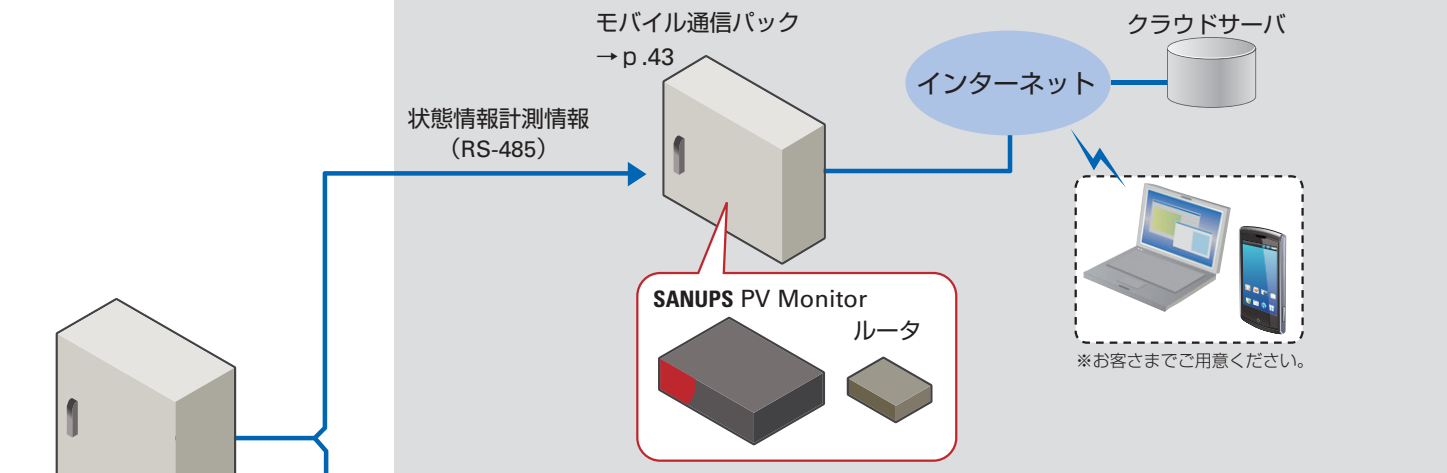 モバイル通信パック
→p.43
クラウドサーバ
インターネット
状態情報計測情報
（RS-485）
SANUPS PV Monitor
ルータ
※お客さまでご用意ください。